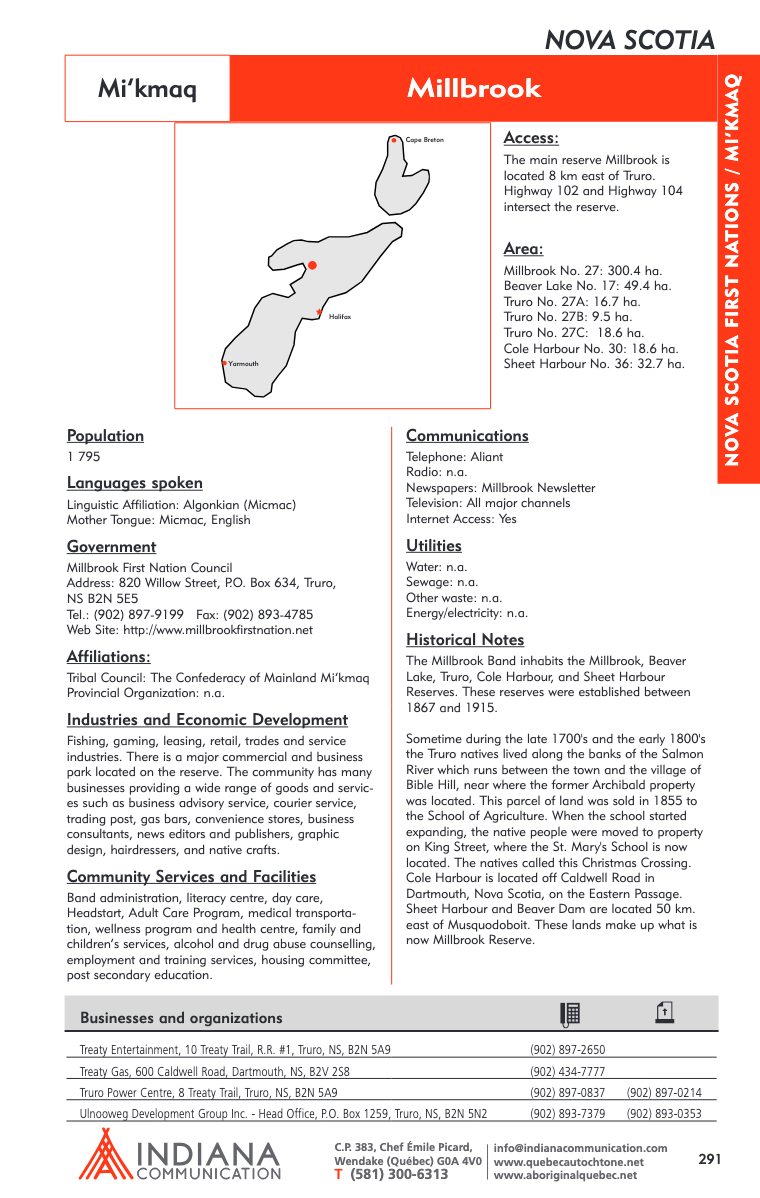 NOVA SCOTIA
Mi‘kmaq
Millbrook
NOVA SCOTIA FIRST NATIONS / MI‘KMAQ
Cape Breton
Halifax
Yarmouth
Access:
The main reserve Millbrook is
located 8 km east of Truro.
Highway 102 and Highway 104
intersect the reserve.
Area:
Millbrook No. 27: 300.4 ha.
Beaver Lake No. 17: 49.4 ha.
Truro No. 27A: 16.7 ha.
Truro No. 27B: 9.5 ha.
Truro No. 27C: 18.6 ha.
Cole Harbour No. 30: 18.6 ha.
Sheet Harbour No. 36: 32.7 ha.
Population
1 795
Languages spoken
Linguistic Affiliation: Algonkian (Micmac)
Mother Tongue: Micmac, English
Government
Millbrook First Nation Council
Address: 820 Willow Street, P.O. Box 634, Truro,
NS B2N 5E5
Tel.: (902) 897-9199 Fax: (902) 893-4785
Web Site: http://www.millbrookfirstnation.net
Affiliations:
Tribal Council: The Confederacy of Mainland Mi‘kmaq
Provincial Organization: n.a.
Industries and Economic Development
Fishing, gaming, leasing, retail, trades and service
industries. There is a major commercial and business
park located on the reserve. The community has many
businesses providing a wide range of goods and servic-
es such as business advisory service, courier service,
trading post, gas bars, convenience stores, business
consultants, news editors and publishers, graphic
design, hairdressers, and native crafts.
Community Services and Facilities
Band administration, literacy centre, day care,
Headstart, Adult Care Program, medical transporta-
tion, wellness program and health centre, family and
children’s services, alcohol and drug abuse counselling,
employment and training services, housing committee,
post secondary education.
Communications
Telephone: Aliant
Radio: n.a.
Newspapers: Millbrook Newsletter
Television: All major channels
Internet Access: Yes
Utilities
Water: n.a.
Sewage: n.a.
Other waste: n.a.
Energy/electricity: n.a.
Historical Notes
The Millbrook Band inhabits the Millbrook, Beaver
Lake, Truro, Cole Harbour, and Sheet Harbour
Reserves. These reserves were established between
1867 and 1915.
Sometime during the late 1700's and the early 1800's
the Truro natives lived along the banks of the Salmon
River which runs between the town and the village of
Bible Hill, near where the former Archibald property
was located. This parcel of land was sold in 1855 to
the School of Agriculture. When the school started
expanding, the native people were moved to property
on King Street, where the St. Mary's School is now
located. The natives called this Christmas Crossing.
Cole Harbour is located off Caldwell Road in
Dartmouth, Nova Scotia, on the Eastern Passage.
Sheet Harbour and Beaver Dam are located 50 km.
east of Musquodoboit. These lands make up what is
now Millbrook Reserve.
Businesses and organizations
Treaty Entertainment, 10 Treaty Trail, R.R. #1, Truro, NS, B2N 5A9 (902) 897-2650
Treaty Gas, 600 Caldwell Road, Dartmouth, NS, B2V 2S8 (902) 434-7777
Truro Power Centre, 8 Treaty Trail, Truro, NS, B2N 5A9 (902) 897-0837 (902) 897-0214
Ulnooweg Development Group Inc. - Head Office, P.O. Box 1259, Truro, NS, B2N 5N2 (902) 893-7379 (902) 893-0353
INDIANA
COMMUNICATION
C.P. 383, Chef Émile Picard,
Wendake (Québec) G0A 4V0
T (581) 300-6313
info@indianacommunication.com
www.quebecautochtone.net
www.aboriginalquebec.net
291